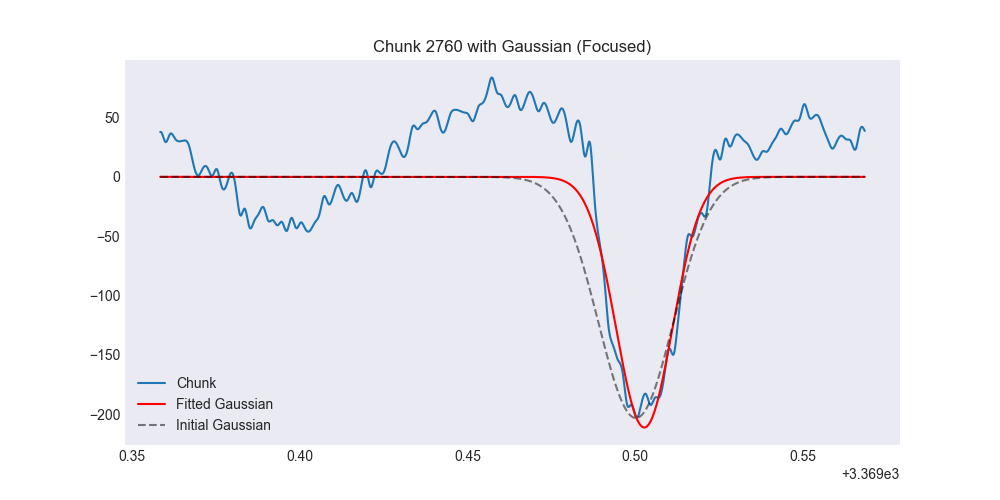 Chunk 2760 with Gaussian (Focused)
50
0
−50
−100
−150
−200
Chunk
Fitted Gaussian
Initial Gaussian
0.35 0.40 0.45 0.50 0.55
+3.369e3